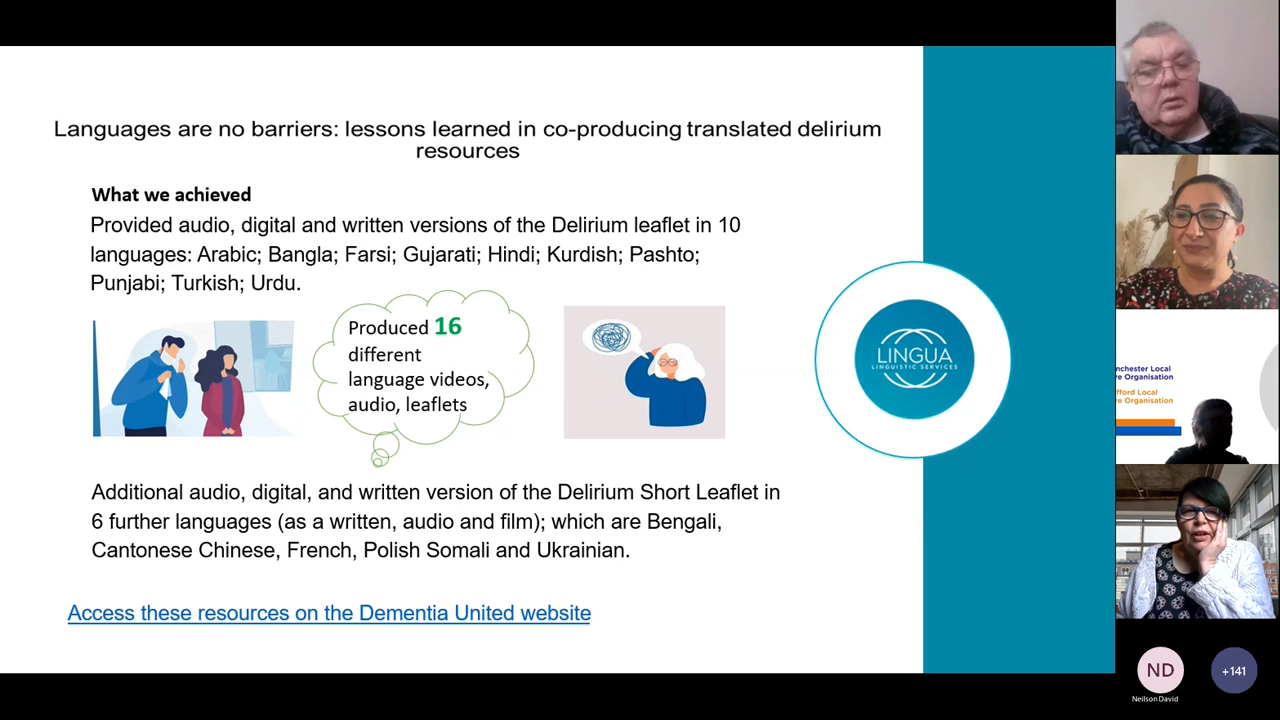 Languages are no barriers: lessons learned in co-producing translated delirium
resources
What we achieved
Provided audio, digital and written versions of the Delirium leaflet in 10
languages: Arabic; Bangla; Farsi; Gujarati; Hindi; Kurdish; Pashto;
Punjabi; Turkish; Urdu.
Produced 16
different
language videos,
audio, leaflets
LINGUA
LINGUISTIC SERVICES
Additional audio, digital, and written version of the Delirium Short Leaflet in
6 further languages (as a written, audio and film); which are Bengali,
Cantonese Chinese, French, Polish Somali and Ukrainian.
Access these resources on the Dementia United website
nchester Local
e Organisation
fford Local
e Organisation
ND
Neilson David
+141